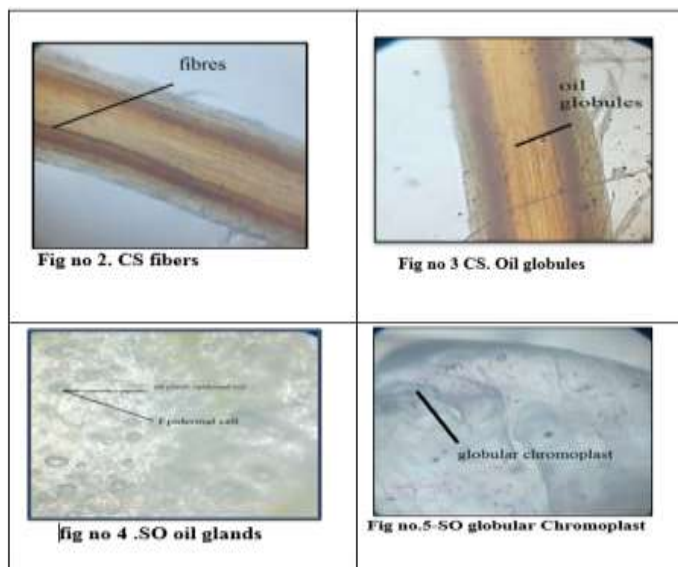 fibres
Fig no 2. CS fibers
oil
globules
Fig no 3 CS. Oil globules
Epidermal cell
fig no 4 .SO oil glands
globular chromoplast
Fig no.5-SO globular Chromoplast